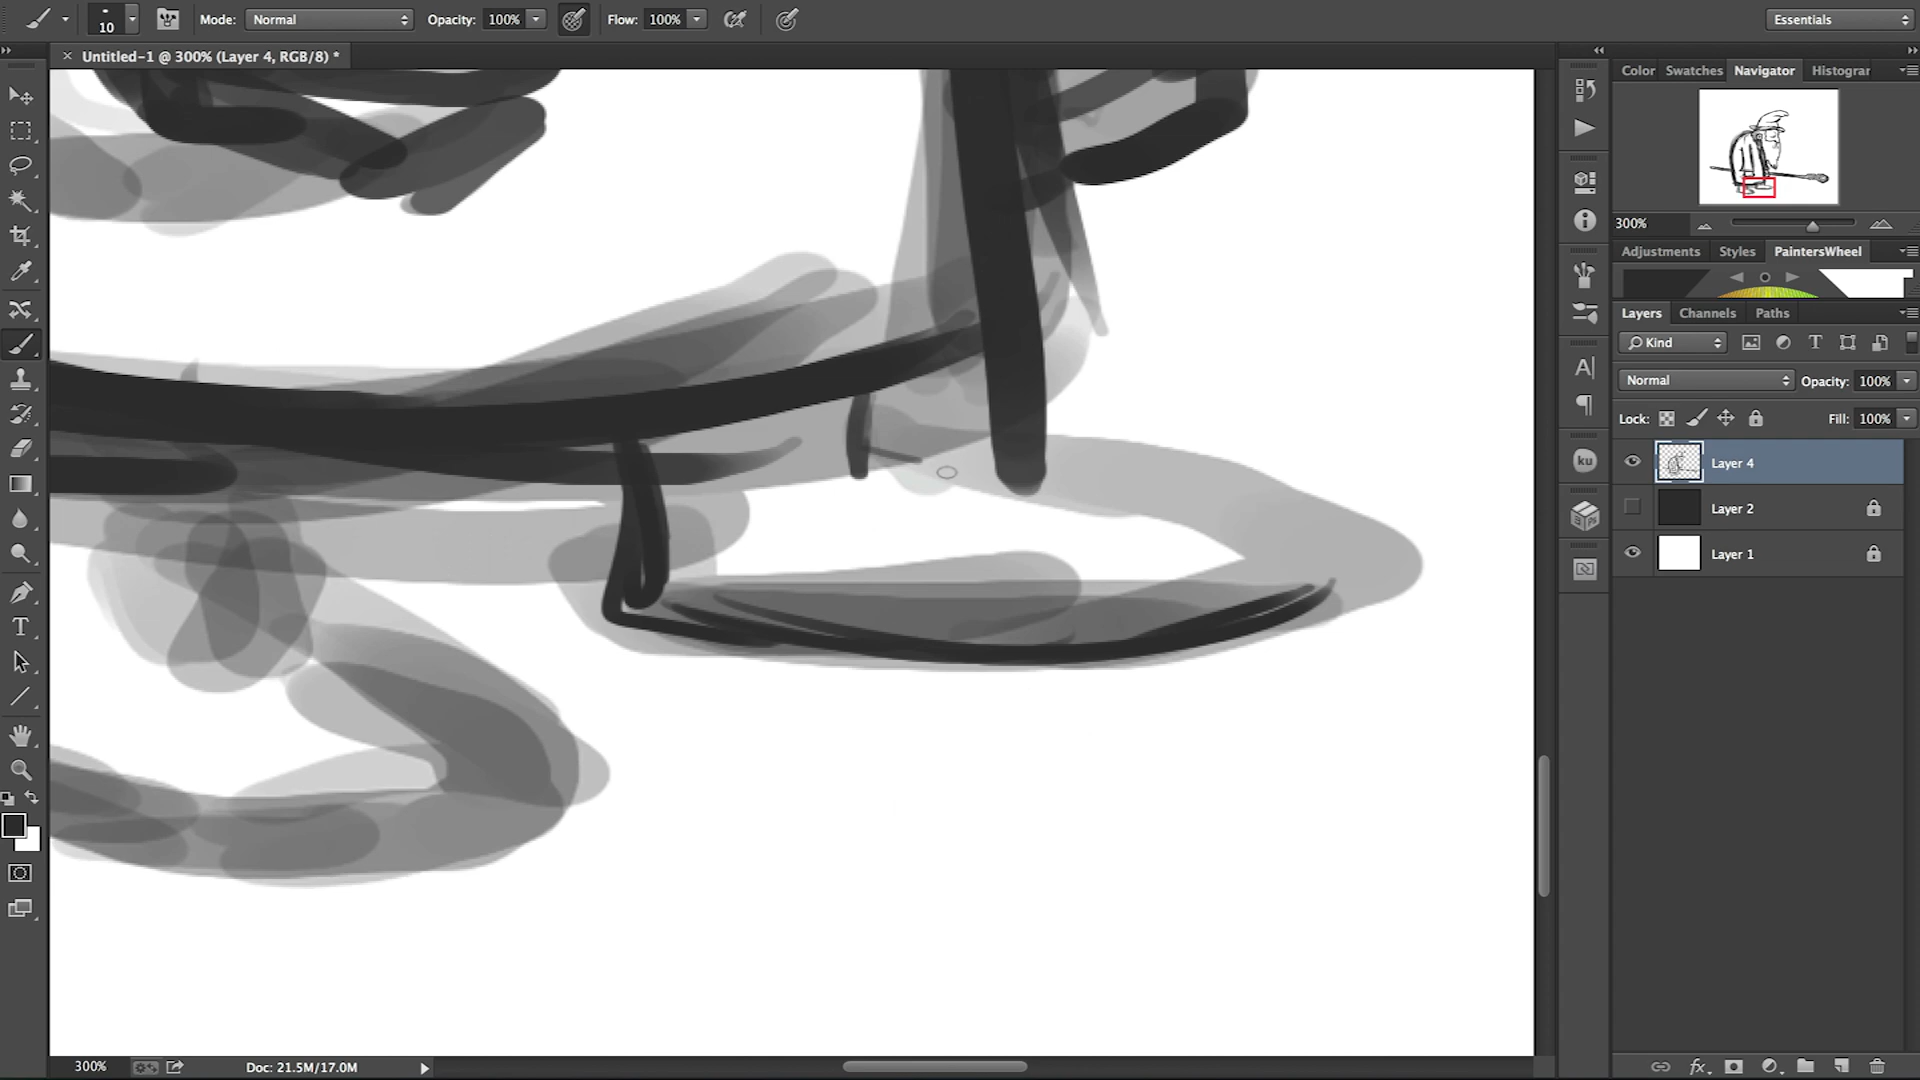 10 Mode: Normal Opacity: 100% Flow: 100% Essentials
× Untitled-1 @ 300% (Layer 4, RGB/8) *
Color Swatches Navigator Histograr
300%
Adjustments Styles PaintersWheel
Layers Channels Paths
Kind
Normal Opacity: 100%
Lock: Fill: 100%
Layer 4
Layer 2
Layer 1
ku
300% Doc: 21.5M/17.0M